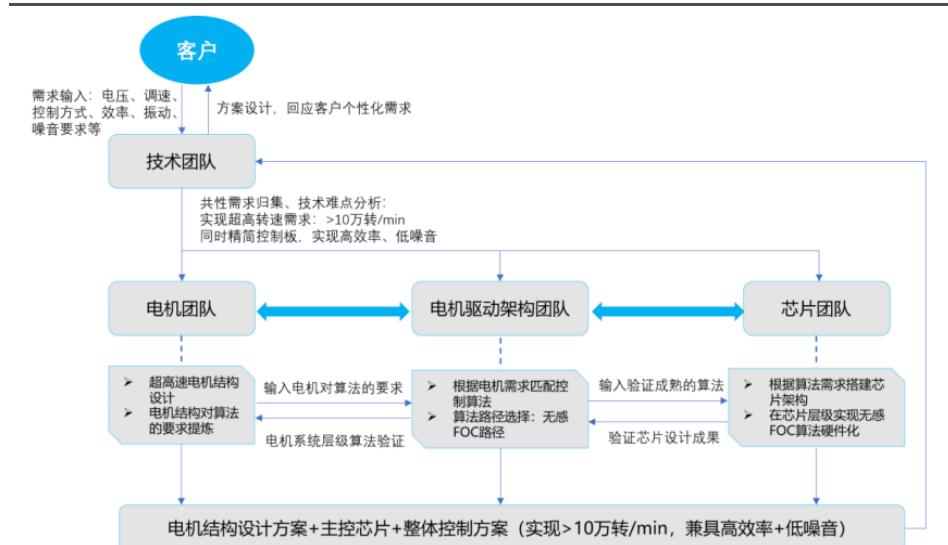 客户
需求输入：电压、调速、
控制方式、效率、振动、
噪音要求等
方案设计，回应客户个性化需求
技术团队
共性需求归集、技术难点分析：
实现超高转速需求：>10万转/min
同时精简控制板，实现高效率、低噪音
电机团队
电机驱动架构团队
芯片团队
➢ 超高速电机结构
设计
➢ 电机结构对算法
的要求提炼
输入电机对算法的要求
电机系统层级算法验证
➢ 根据电机需求匹配控
制算法
➢ 算法路径选择：无感
FOC路径
输入验证成熟的算法
验证芯片设计成果
➢ 根据算法需求搭建芯
片架构
➢ 在芯片层级实现无感
FOC算法硬件化
电机结构设计方案+主控芯片+整体控制方案（实现>10万转/min，兼具高效率+低噪音）